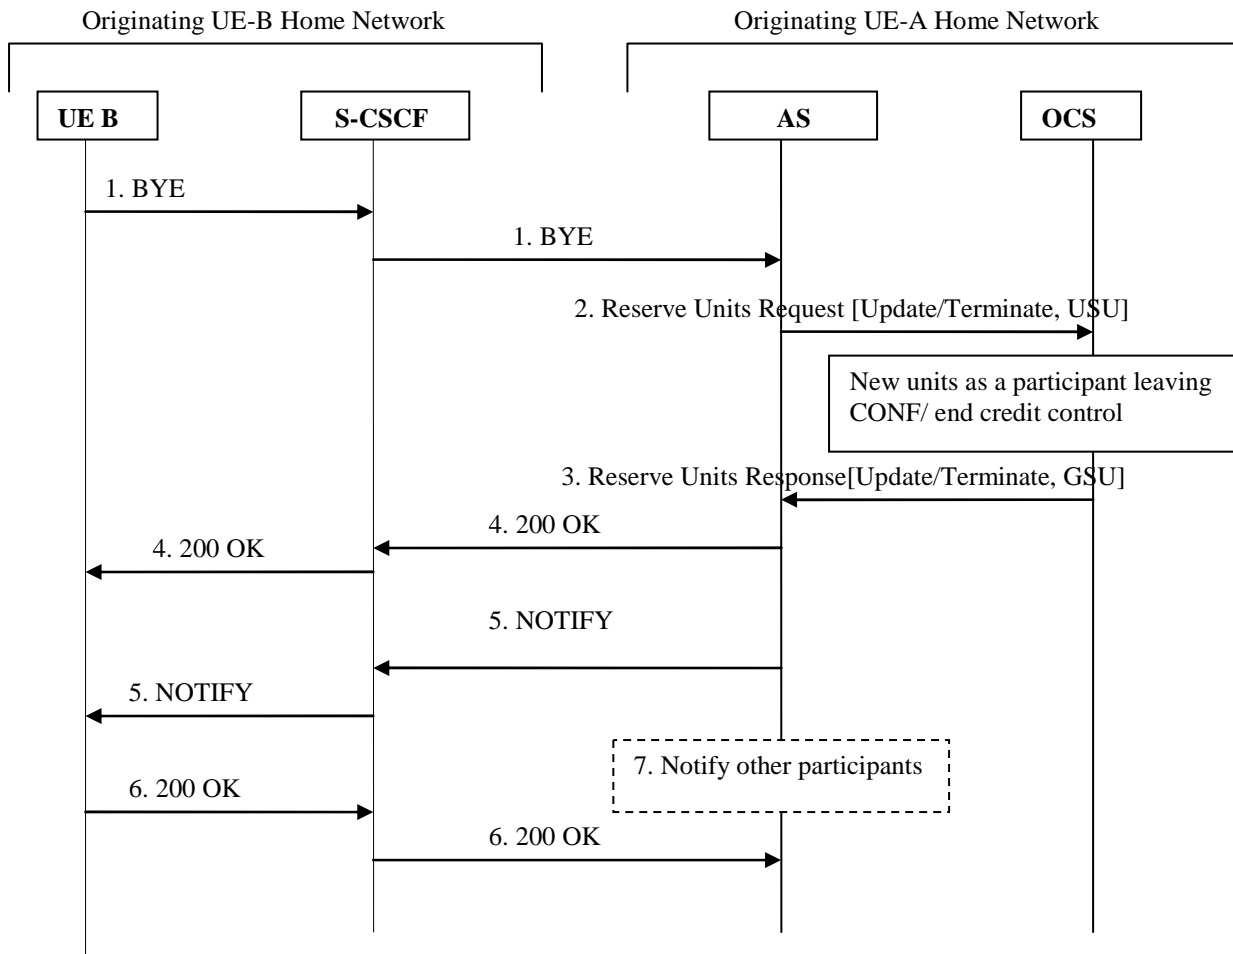 Originating UE-B Home Network
Originating UE-A Home Network
UE B
S-CSCF
AS
OCS
1. BYE
1. BYE
2. Reserve Units Request [Update/Terminate, USU]
New units as a participant leaving
CONF/ end credit control
3. Reserve Units Response[Update/Terminate, GSU]
4. 200 OK
4. 200 OK
5. NOTIFY
5. NOTIFY
7. Notify other participants
6. 200 OK
6. 200 OK